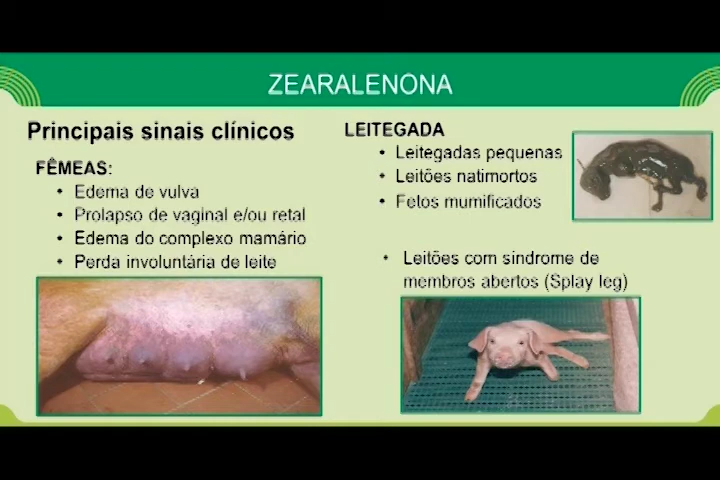 ZEARALENONA
Principais sinais clínicos
FÊMEAS:
• Edema de vulva
• Prolapso de vaginal e/ou retal
• Edema do complexo mamário
• Perda involuntária de leite
LEITEGADA
• Leitegadas pequenas
• Leitões natimortos
• Fetos mumificados
• Leitões com síndrome de
membros abertos (Splay leg)